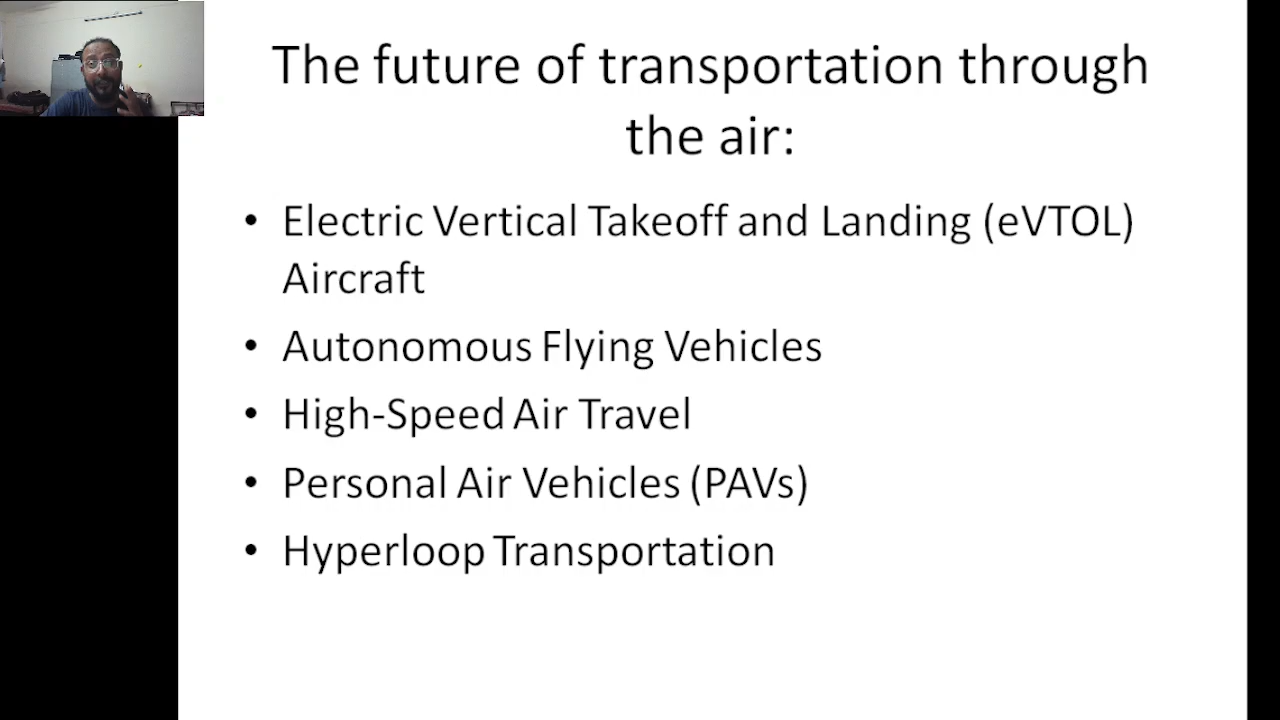 The future of transportation through
the air:
• Electric Vertical Takeoff and Landing (eVTOL)
Aircraft
• Autonomous Flying Vehicles
• High-Speed Air Travel
• Personal Air Vehicles (PAVs)
• Hyperloop Transportation